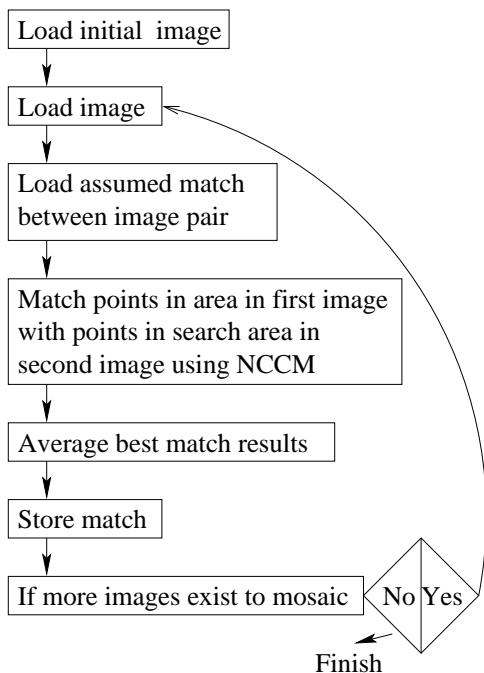 Load initial image
Load image
Load assumed match
between image pair
Match points in area in first image
with points in search area in
second image using NCCM
Average best match results
Store match
If more images exist to mosaic
No Yes
Finish